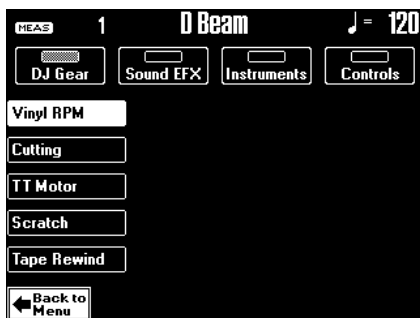 MEAS 1 D Beam ♩ = 120
DJ Gear Sound EFX Instruments Controls
Vinyl RPM
Cutting
TT Motor
Scratch
Tape Rewind
Back to
Menu